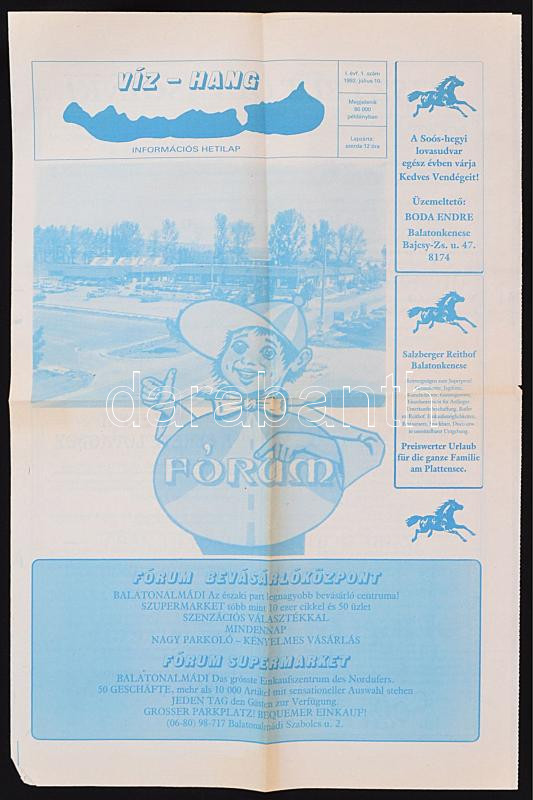 VÍZ – HANG
INFORMÁCIÓS HETILAP
I. évf. 1. szám
1992. július 10.
Megjelenik
60 000
példányban
Lapzárta:
szerda 12 óra
A Soós-hegyi
lovasudvar
egész évben várja
Kedves Vendégeit!
Üzemeltető:
BODA ENDRE
Balatonkenese
Bajcsy-Zs. u. 47.
8174
Salzberger Reithof
Balatonkenese
Preiswerter Urlaub
für die ganze Familie
am Plattensee.
darabanth
FÓRUM
FÓRUM BEVÁSÁRLÓKÖZPONT
BALATONALMÁDI Az északi part legnagyobb bevásárló centruma!
SZUPERMARKET több mint 10 ezer cikkel és 50 üzlet
SZENZÁCIÓS VÁLASZTÉKKAL
MINDENNAP
NAGY PARKOLÓ – KÉNYELMES VÁSÁRLÁS
FÓRUM SUPERMARKET
BALATONALMÁDI Das grösste Einkaufszentrum des Nordufers.
50 GESCHÄFTE, mehr als 10 000 Artikel mit sensationeller Auswahl stehen
JEDEN TAG den Gästen zur Verfügung.
GROSSER PARKPLATZ! BEQUEMER EINKAUF!
(06-80) 98-717 Balatonalmádi Szabolcs u. 2.